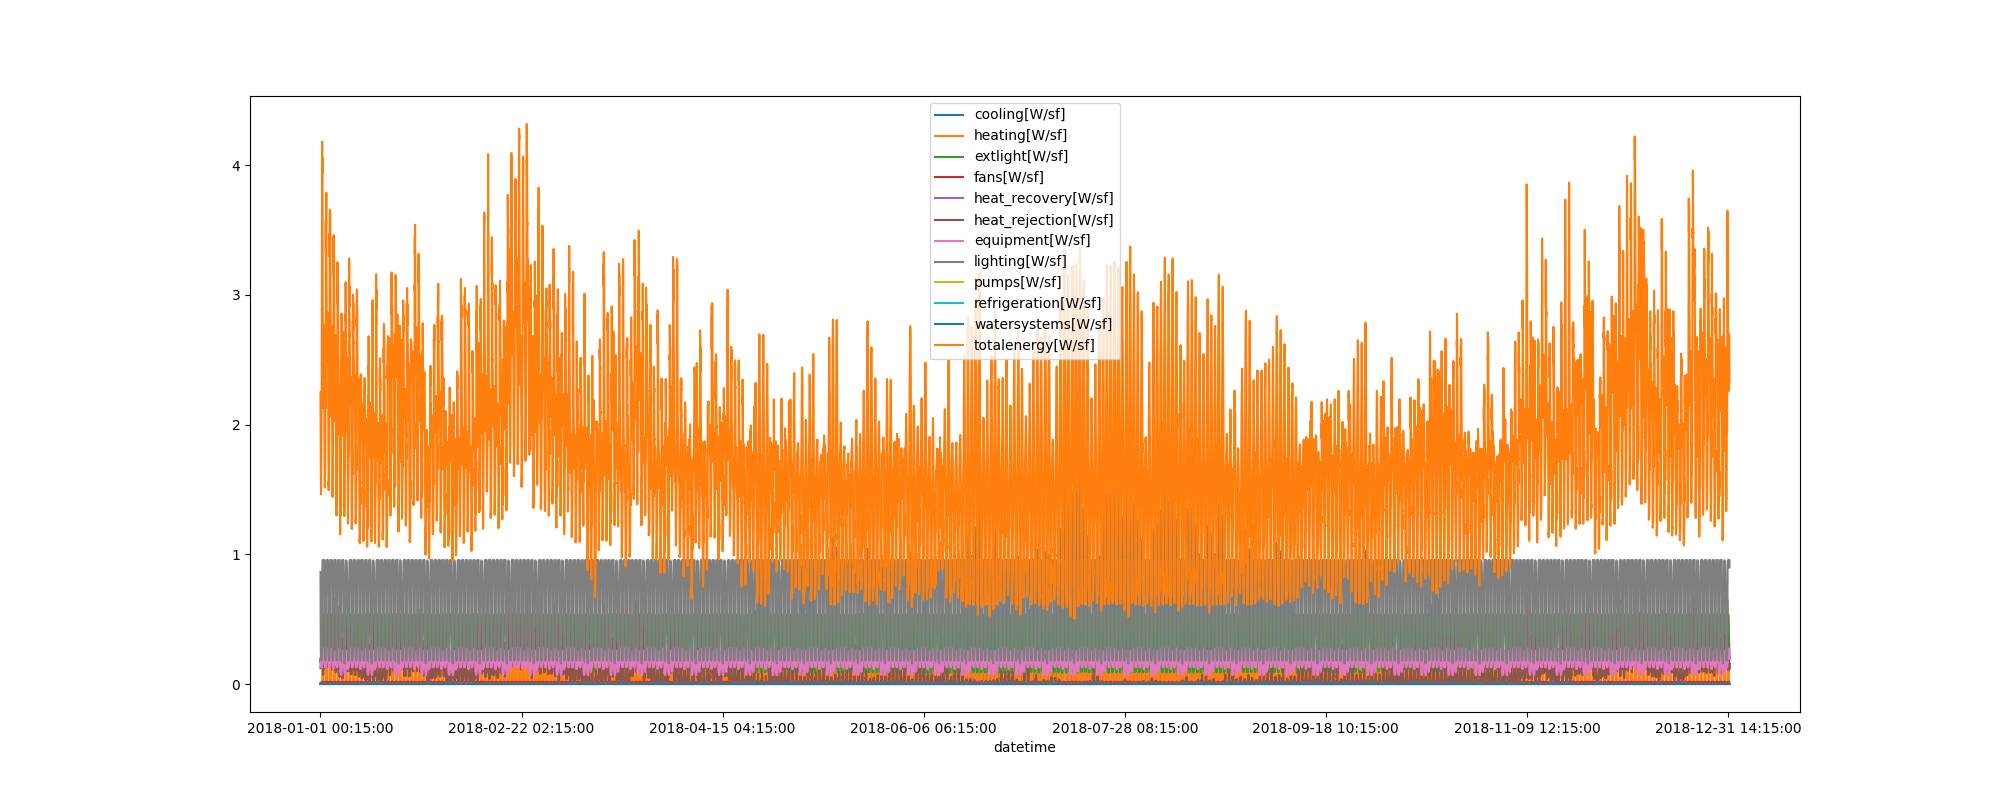 cooling[W/sf]
heating[W/sf]
extlight[W/sf]
fans[W/sf]
heat_recovery[W/sf]
heat_rejection[W/sf]
equipment[W/sf]
lighting[W/sf]
pumps[W/sf]
refrigeration[W/sf]
watersystems[W/sf]
totalenergy[W/sf]
4
3
2
1
0
2018-01-01 00:15:00 2018-02-22 02:15:00 2018-04-15 04:15:00 2018-06-06 06:15:00 2018-07-28 08:15:00 2018-09-18 10:15:00 2018-11-09 12:15:00 2018-12-31 14:15:00
datetime